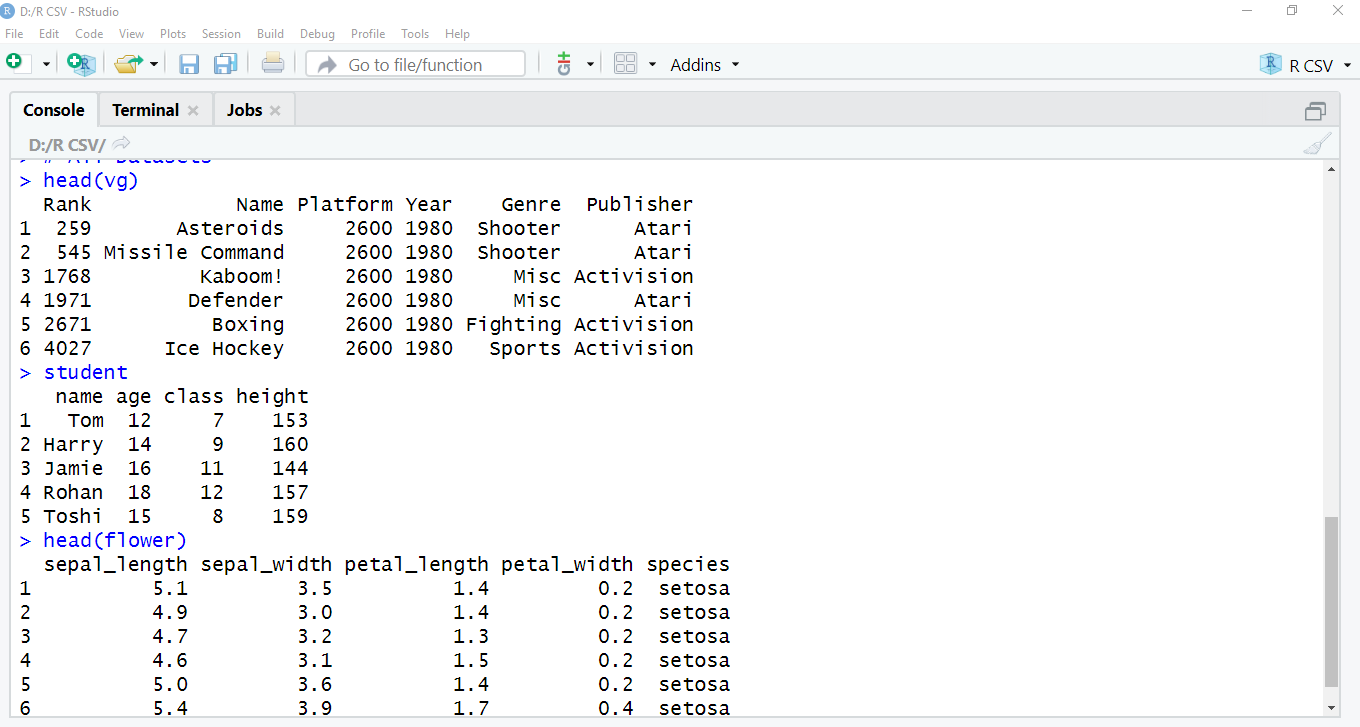 D:/R CSV - RStudio
File Edit Code View Plots Session Build Debug Profile Tools Help
Go to file/function Addins R CSV
Console Terminal Jobs
D:/R CSV/
> # All Datasets
> head(vg)
  Rank            Name Platform Year    Genre  Publisher
1  259       Asteroids     2600 1980  Shooter      Atari
2  545 Missile Command     2600 1980  Shooter      Atari
3 1768         Kaboom!     2600 1980     Misc Activision
4 1971        Defender     2600 1980     Misc      Atari
5 2671          Boxing     2600 1980 Fighting Activision
6 4027      Ice Hockey     2600 1980   Sports Activision
> student
   name age class height
1   Tom  12     7    153
2 Harry  14     9    160
3 Jamie  16    11    144
4 Rohan  18    12    157
5 Toshi  15     8    159
> head(flower)
  sepal_length sepal_width petal_length petal_width species
1          5.1         3.5          1.4         0.2  setosa
2          4.9         3.0          1.4         0.2  setosa
3          4.7         3.2          1.3         0.2  setosa
4          4.6         3.1          1.5         0.2  setosa
5          5.0         3.6          1.4         0.2  setosa
6          5.4         3.9          1.7         0.4  setosa